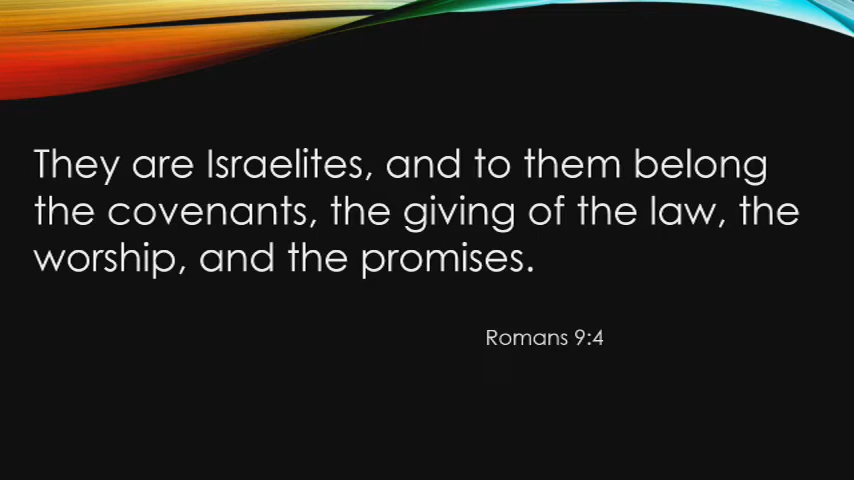 They are Israelites, and to them belong
the covenants, the giving of the law, the
worship, and the promises.
Romans 9:4